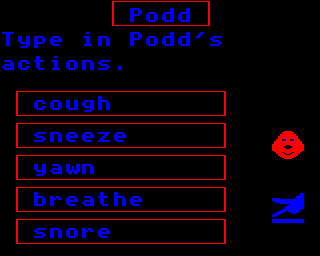 Podd
Type in Podd's
actions.
cough
sneeze
yawn
breathe
snore